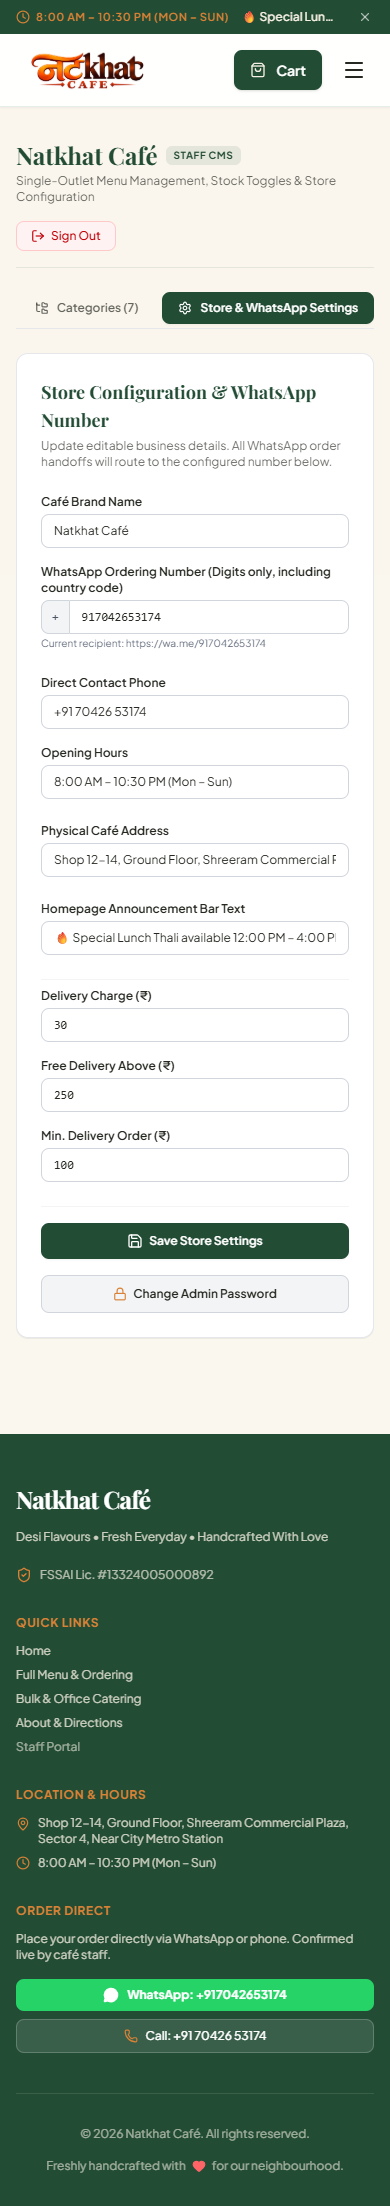 8:00 AM – 10:30 PM (MON – SUN) 🔥 Special Lun...
नटkhat
CAFE
Cart
Natkhat Café STAFF CMS
Single-Outlet Menu Management, Stock Toggles & Store
Configuration
Sign Out
Categories (7) Store & WhatsApp Settings
Store Configuration & WhatsApp
Number
Update editable business details. All WhatsApp order
handoffs will route to the configured number below.
Café Brand Name
Natkhat Café
WhatsApp Ordering Number (Digits only, including
country code)
+ 917042653174
Current recipient: https://wa.me/917042653174
Direct Contact Phone
+91 70426 53174
Opening Hours
8:00 AM – 10:30 PM (Mon – Sun)
Physical Café Address
Shop 12–14, Ground Floor, Shreeram Commercial P
Homepage Announcement Bar Text
🔥 Special Lunch Thali available 12:00 PM – 4:00 P
Delivery Charge (₹)
30
Free Delivery Above (₹)
250
Min. Delivery Order (₹)
100
Save Store Settings
Change Admin Password
Natkhat Café
Desi Flavours • Fresh Everyday • Handcrafted With Love
FSSAI Lic. #13324005000892
QUICK LINKS
Home
Full Menu & Ordering
Bulk & Office Catering
About & Directions
Staff Portal
LOCATION & HOURS
Shop 12–14, Ground Floor, Shreeram Commercial Plaza,
Sector 4, Near City Metro Station
8:00 AM – 10:30 PM (Mon – Sun)
ORDER DIRECT
Place your order directly via WhatsApp or phone. Confirmed
live by café staff.
WhatsApp: +917042653174
Call: +91 70426 53174
© 2026 Natkhat Café. All rights reserved.
Freshly handcrafted with ❤ for our neighbourhood.